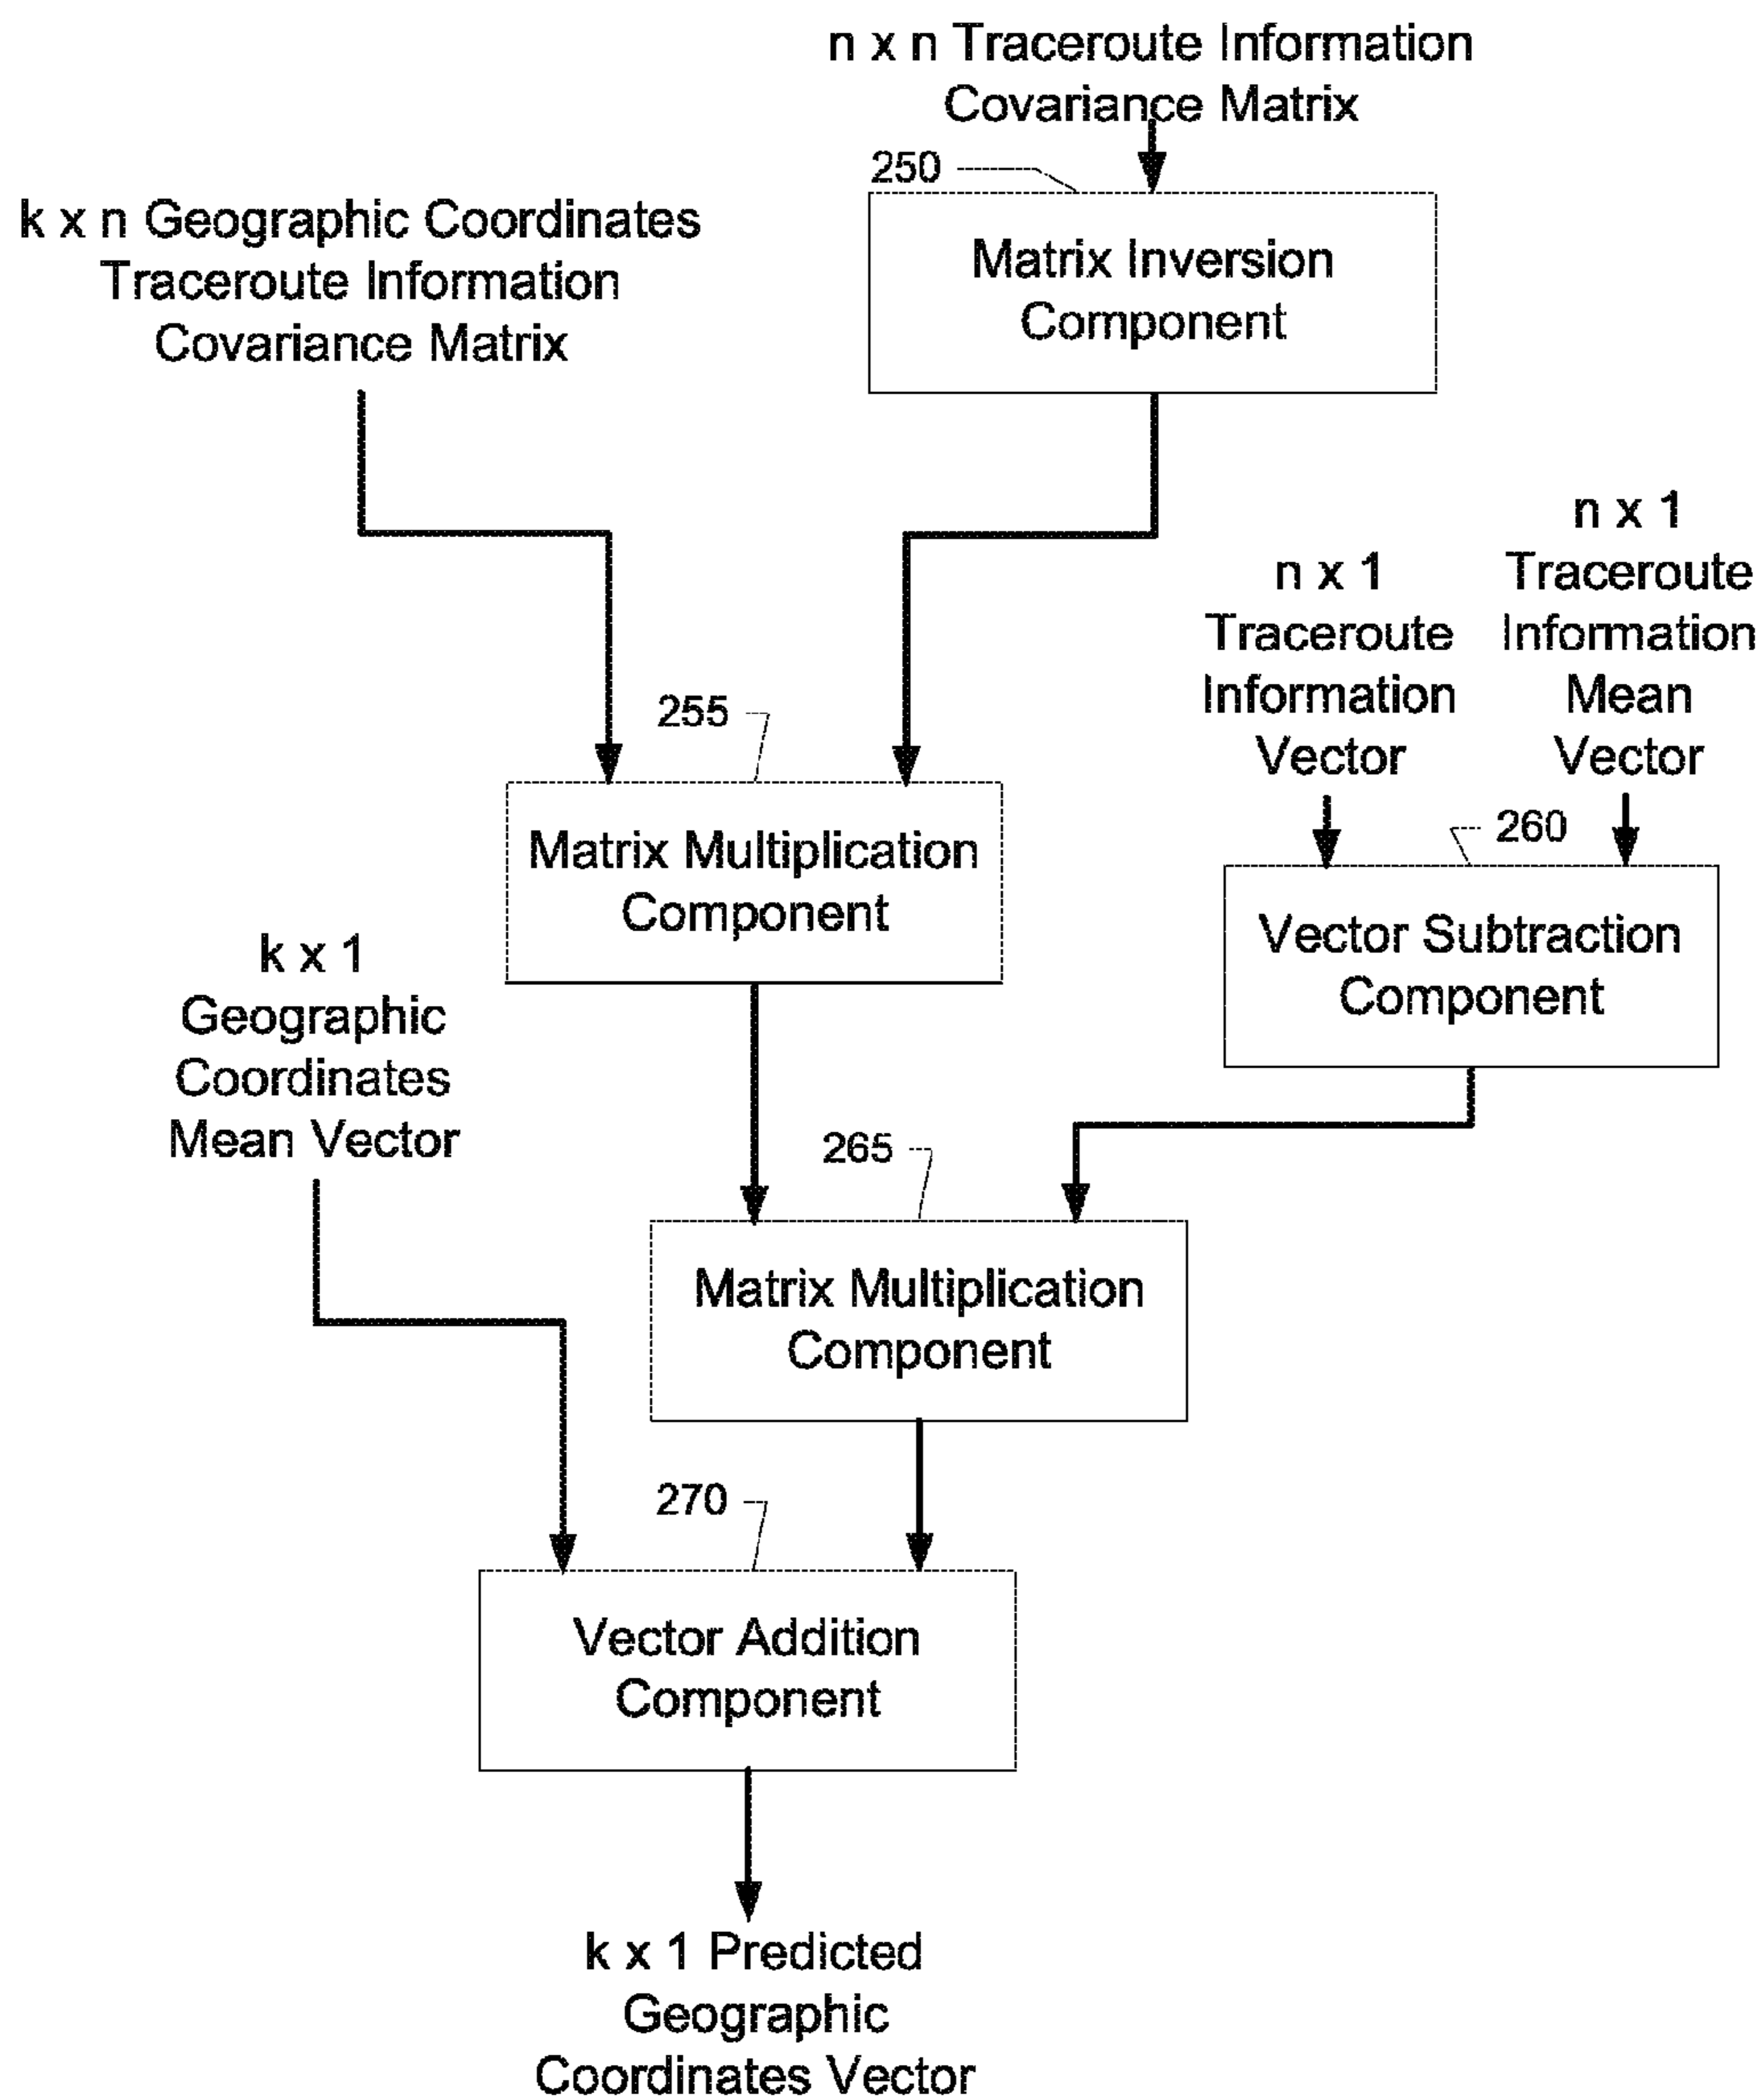 n x n Traceroute Information
Covariance Matrix
250
k x n Geographic Coordinates
Traceroute Information
Covariance Matrix
Matrix Inversion
Component
n x 1
Traceroute
Information
Vector
n x 1
Traceroute
Information
Mean
Vector
255
260
Matrix Multiplication
Component
Vector Subtraction
Component
k x 1
Geographic
Coordinates
Mean Vector
265
Matrix Multiplication
Component
270
Vector Addition
Component
k x 1 Predicted
Geographic
Coordinates Vector